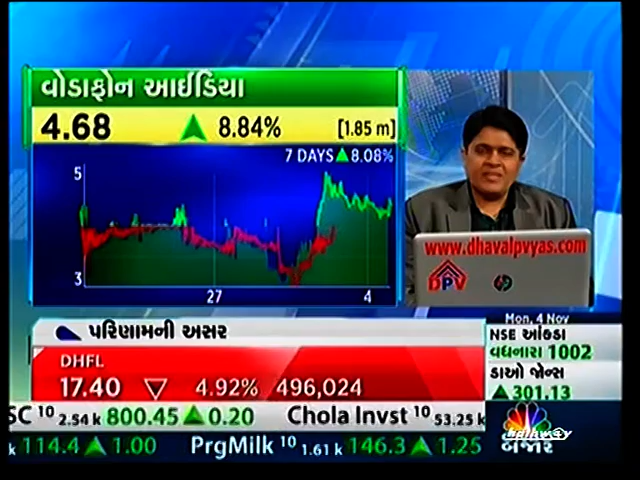 વોડાફોન આઈડિયા
4.68 8.84% [1.85 m]
7 DAYS 8.08%
5
3
27 4
www.dhavalpvyas.com
DPV
Mon, 4 Nov
પરિણામની અસર
DHFL
17.40 4.92% 496,024
NSE આંકડા
વધનારા 1002
ડાઓ જોન્સ
301.13
SC 10 2.54 k 800.45 0.20 Chola Invst 10 53.25 k
k 114.4 1.00 PrgMilk 10 1.61 k 146.3 1.25
hathway
બજાર